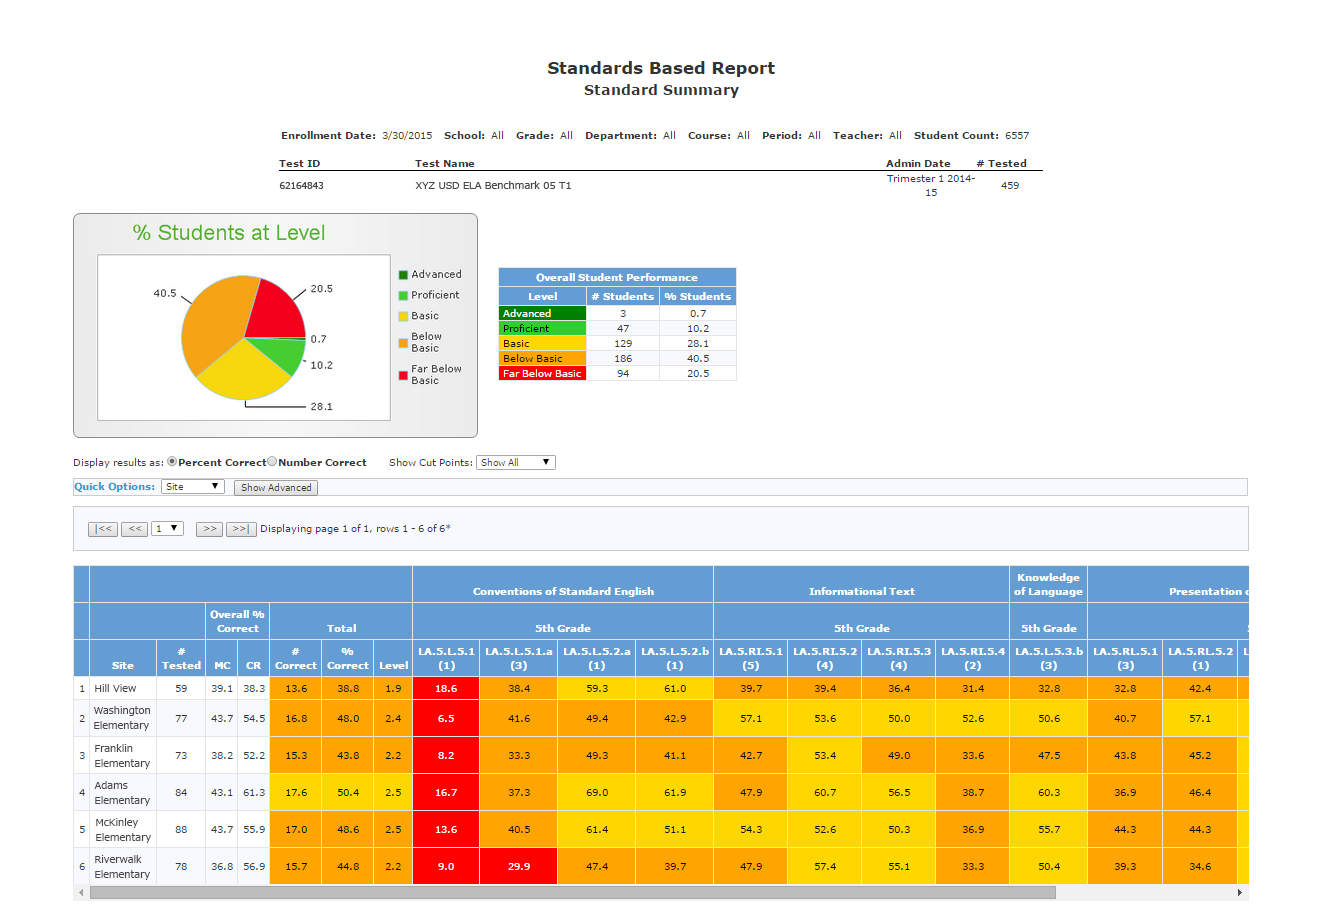 Standards Based Report
Standard Summary
Enrollment Date: 3/30/2015 School: All Grade: All Department: All Course: All Period: All Teacher: All Student Count: 6557
Test ID Test Name Admin Date # Tested
62164843 XYZ USD ELA Benchmark 05 T1 Trimester 1 2014-15 459
% Students at Level
40.5
20.5
0.7
10.2
28.1
Advanced
Proficient
Basic
Below
Basic
Far Below
Basic
Overall Student Performance
Level # Students % Students
Advanced 3 0.7
Proficient 47 10.2
Basic 129 28.1
Below Basic 186 40.5
Far Below Basic 94 20.5
Display results as: Percent Correct Number Correct Show Cut Points: Show All
Quick Options: Site Show Advanced
|<< << 1 >> >>| Displaying page 1 of 1, rows 1 - 6 of 6*
Conventions of Standard English Informational Text Knowledge of Language Presentation
Overall % Correct Total 5th Grade 5th Grade 5th Grade
Site # Tested MC CR # Correct % Correct Level LA.5.L.5.1 (1) LA.5.L.5.1.a (3) LA.5.L.5.2.a (1) LA.5.L.5.2.b (1) LA.5.RI.5.1 (5) LA.5.RI.5.2 (4) LA.5.RI.5.3 (4) LA.5.RI.5.4 (2) LA.5.L.5.3.b (3) LA.5.RL.5.1 (3) LA.5.RL.5.2 (1)
1 Hill View 59 39.1 38.3 13.6 38.8 1.9 18.6 38.4 59.3 61.0 39.7 39.4 36.4 31.4 32.8 32.8 42.4
2 Washington Elementary 77 43.7 54.5 16.8 48.0 2.4 6.5 41.6 49.4 42.9 57.1 53.6 50.0 52.6 50.6 40.7 57.1
3 Franklin Elementary 73 38.2 52.2 15.3 43.8 2.2 8.2 33.3 49.3 41.1 42.7 53.4 49.0 33.6 47.5 43.8 45.2
4 Adams Elementary 84 43.1 61.3 17.6 50.4 2.5 16.7 37.3 69.0 61.9 47.9 60.7 56.5 38.7 60.3 36.9 46.4
5 McKinley Elementary 88 43.7 55.9 17.0 48.6 2.5 13.6 40.5 61.4 51.1 54.3 52.6 50.3 36.9 55.7 44.3 44.3
6 Riverwalk Elementary 78 36.8 56.9 15.7 44.8 2.2 9.0 29.9 47.4 39.7 47.9 57.4 55.1 33.3 50.4 39.3 34.6